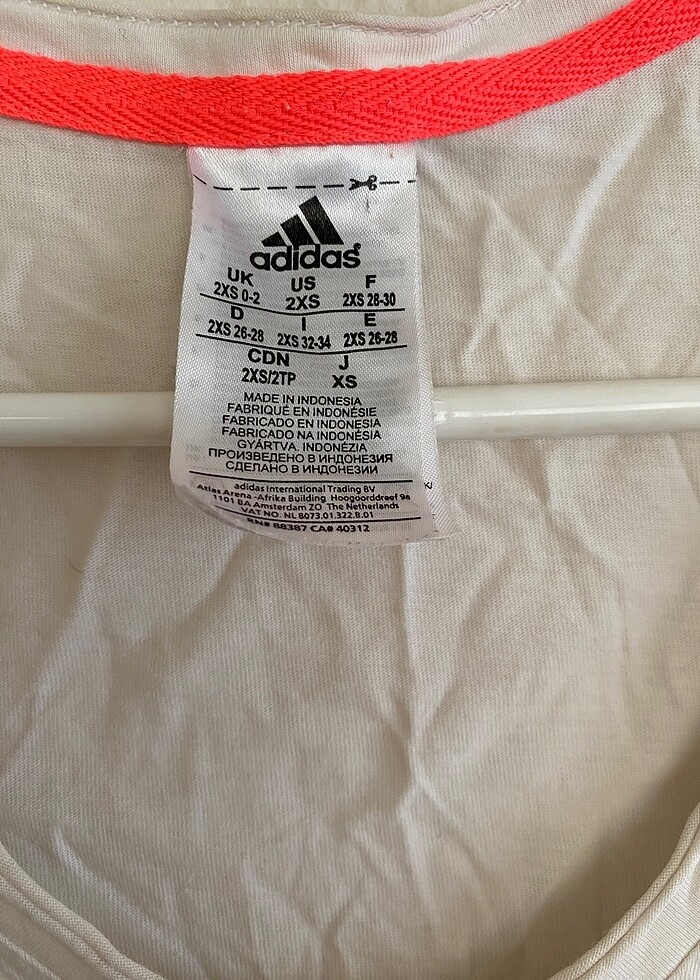 adidas
UK US F
2XS 0-2 2XS 2XS 28-30
D I E
2XS 26-28 2XS 32-34 2XS 26-28
CDN J
2XS/2TP XS
MADE IN INDONESIA
FABRIQUÉ EN INDONÉSIE
FABRICADO EN INDONESIA
FABRICADO NA INDONÉSIA
GYÁRTVA. INDONÉZIA
ПРОИЗВЕДЕНО В ИНДОНЕЗИЯ
СДЕЛАНО В ИНДОНЕЗИИ
adidas International Trading BV
Atlas Arena -Afrika Building Hoogoorddreef 9a
1101 BA Amsterdam ZO The Netherlands
VAT NO: NL 8073.01.322.B.01
RN# 88387 CA# 40312